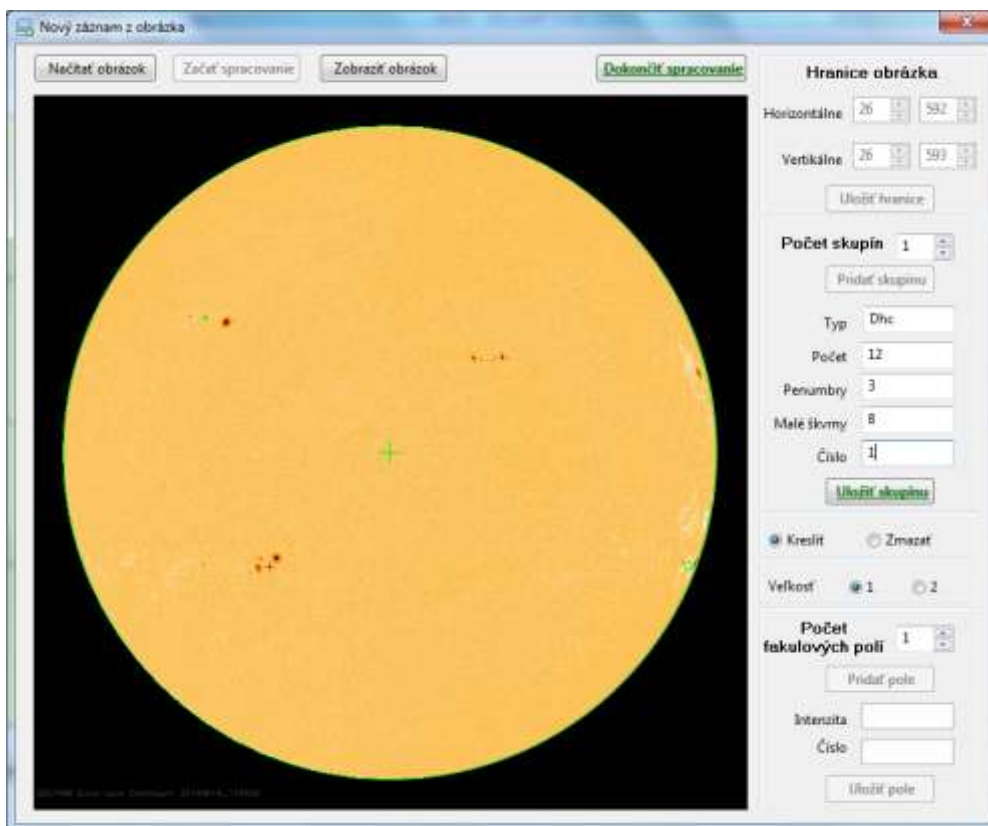 Nový záznam z obrázka
Načítať obrázok
Začať spracovanie
Zobraziť obrázok
Dokončiť spracovanie
Hranice obrázka
Horizontálne 26 592
Vertikálne 26 593
Uložiť hranice
Počet skupín 1
Pridať skupinu
Typ Dhc
Počet 12
Penumbry 3
Malé škvrny 8
Číslo 1
Uložiť skupinu
Kresliť Zmazať
Veľkosť 1 2
Počet
fakulových polí 1
Pridať pole
Intenzita
Číslo
Uložiť pole